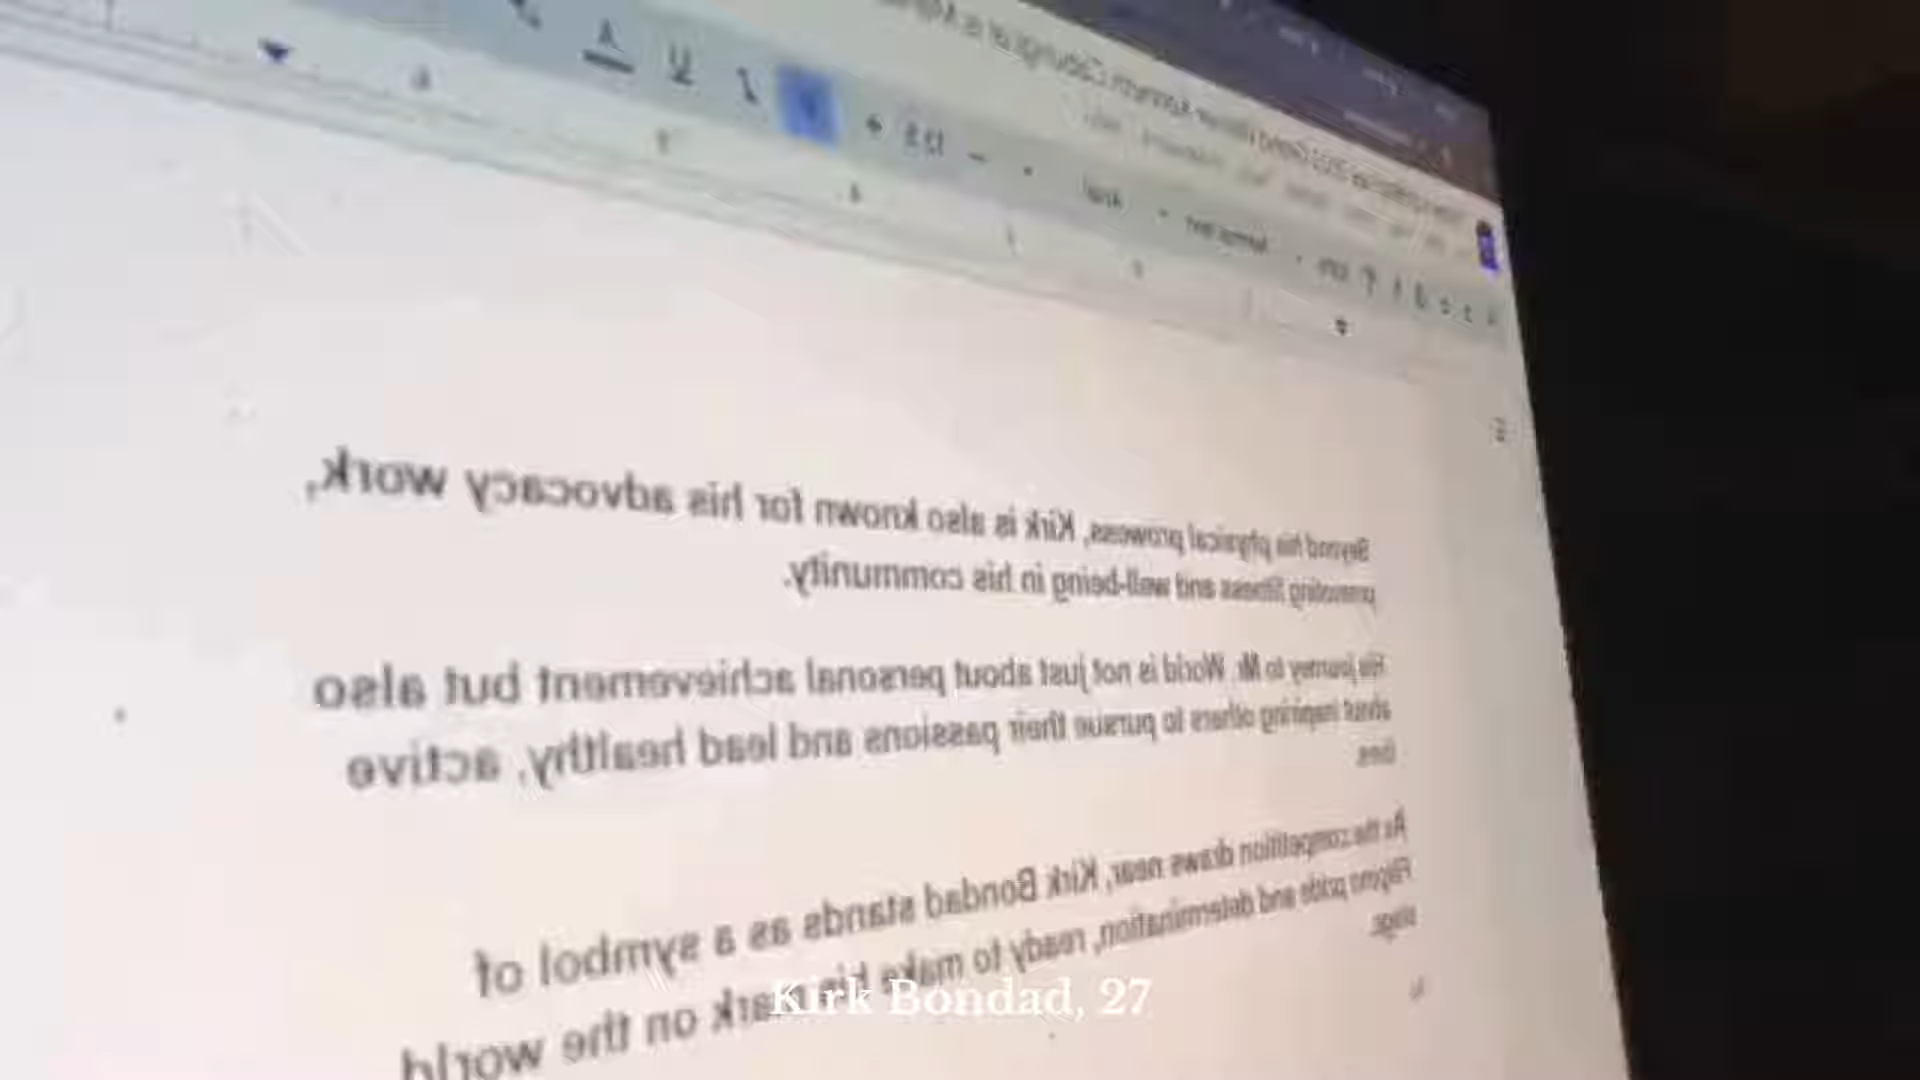 Arial
Normal text
Beyond his physical prowess, Kirk is also known for his advocacy work,
promoting fitness and well-being in his community.
His journey to Mr. World is not just about personal achievement but also
about inspiring others to pursue their passions and lead healthy, active
lives.
As the competition draws near, Kirk Bondad stands as a symbol of
Filipino pride and determination, ready to make his mark on the world
stage.
Kirk Bondad, 27